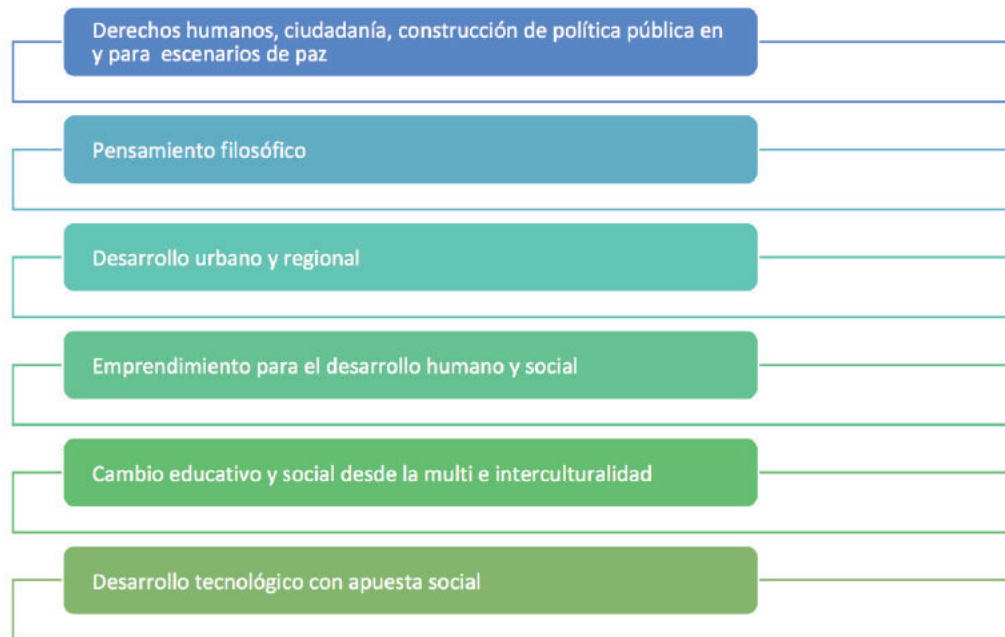 Derechos humanos, ciudadanía, construcción de política pública en
y para escenarios de paz
Pensamiento filosófico
Desarrollo urbano y regional
Emprendimiento para el desarrollo humano y social
Cambio educativo y social desde la multi e interculturalidad
Desarrollo tecnológico con apuesta social